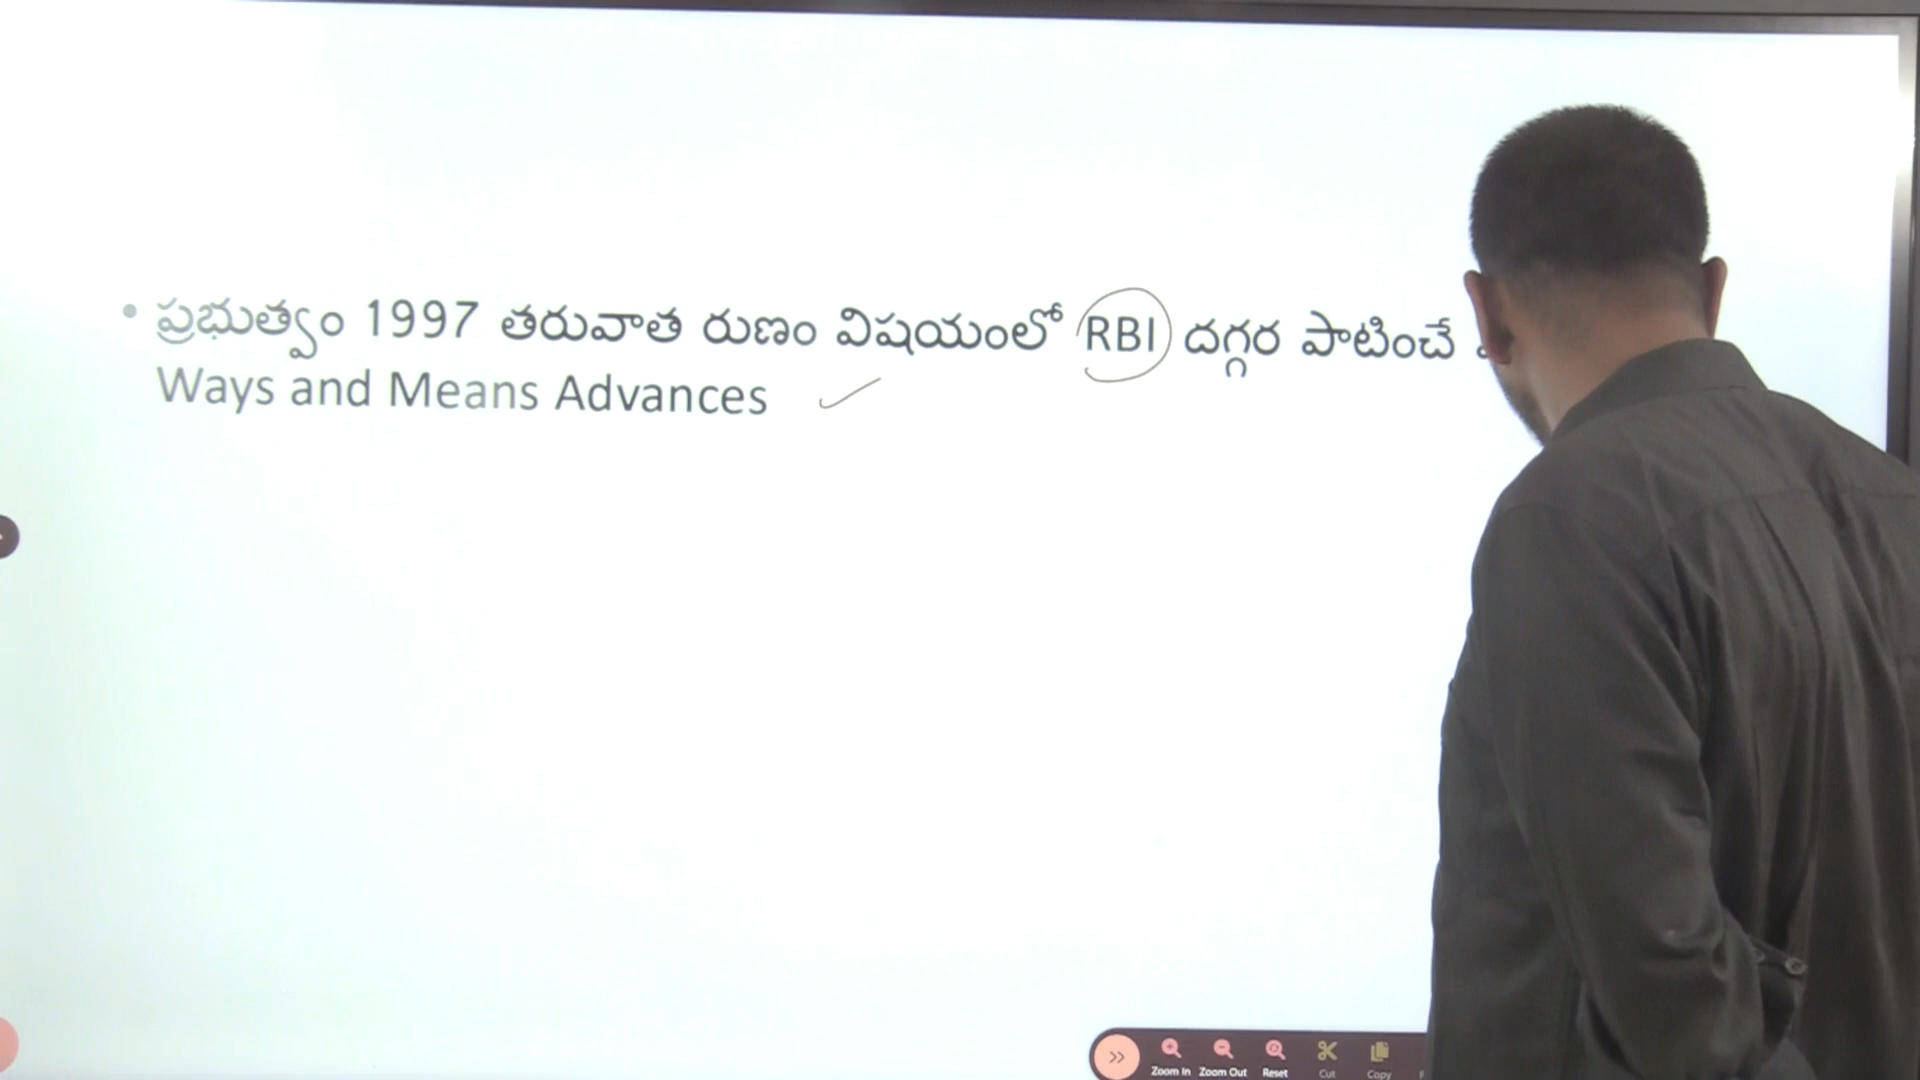 • ప్రభుత్వం 1997 తరువాత రుణం విషయంలో RBI దగ్గర పాటించే
Ways and Means Advances
Zoom In Zoom Out Reset Cut Copy